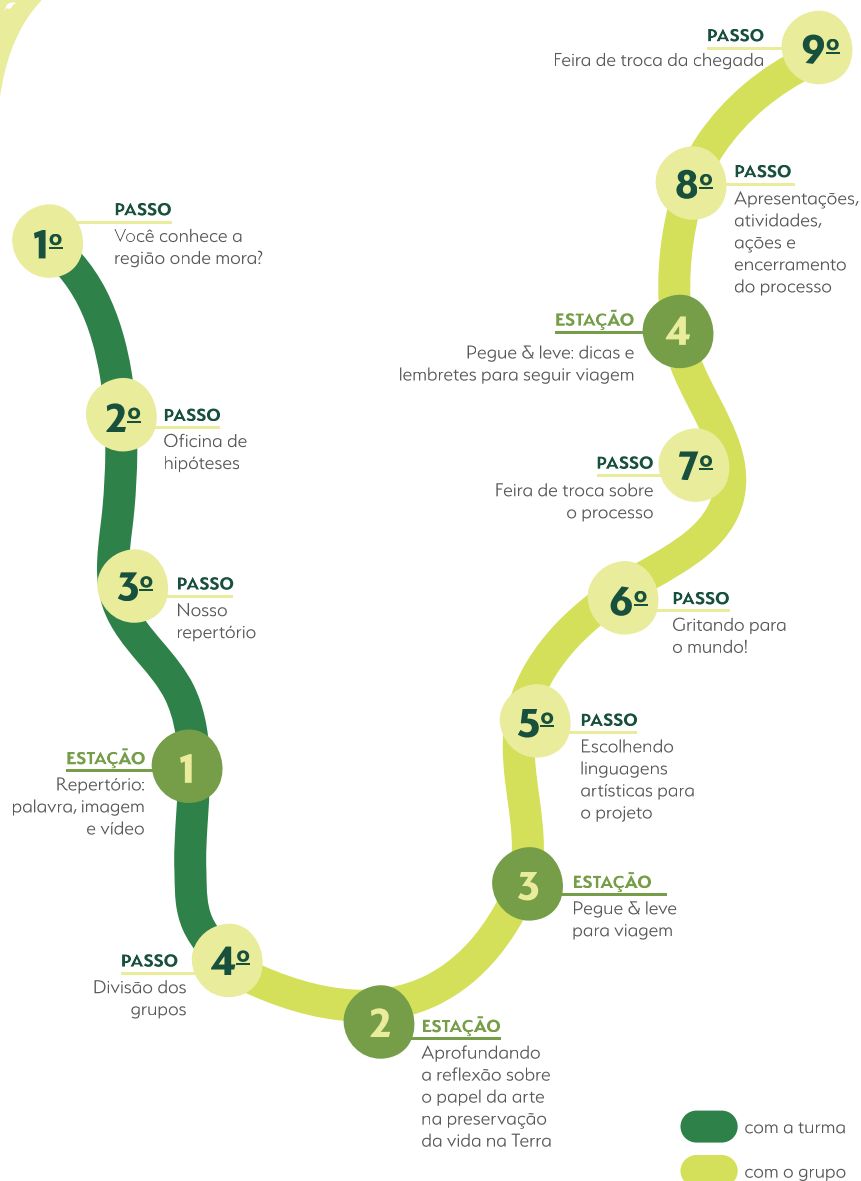 1º
PASSO
Você conhece a
região onde mora?
2º
PASSO
Oficina de
hipóteses
3º
PASSO
Nosso
repertório
1
ESTAÇÃO
Repertório:
palavra, imagem
e vídeo
4º
PASSO
Divisão dos
grupos
2
ESTAÇÃO
Aprofundando
a reflexão sobre
o papel da arte
na preservação
da vida na Terra
3
ESTAÇÃO
Pegue & leve
para viagem
5º
PASSO
Escolhendo
linguagens
artísticas para
o projeto
6º
PASSO
Gritando para
o mundo!
7º
PASSO
Feira de troca sobre
o processo
4
ESTAÇÃO
Pegue & leve: dicas e
lembretes para seguir viagem
8º
PASSO
Apresentações,
atividades,
ações e
encerramento
do processo
9º
PASSO
Feira de troca da chegada
com a turma
com o grupo